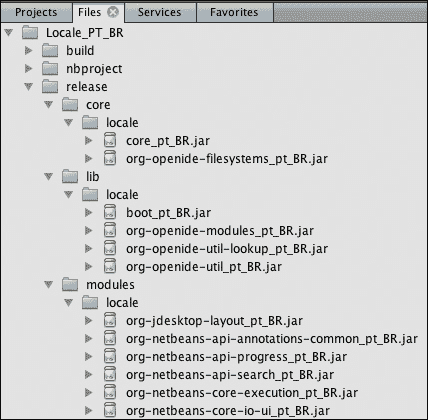 Projects Files Services Favorites
Locale_PT_BR
build
nbproject
release
core
locale
core_pt_BR.jar
org-openide-filesystems_pt_BR.jar
lib
locale
boot_pt_BR.jar
org-openide-modules_pt_BR.jar
org-openide-util-lookup_pt_BR.jar
org-openide-util_pt_BR.jar
modules
locale
org-jdesktop-layout_pt_BR.jar
org-netbeans-api-annotations-common_pt_BR.jar
org-netbeans-api-progress_pt_BR.jar
org-netbeans-api-search_pt_BR.jar
org-netbeans-core-execution_pt_BR.jar
org-netbeans-core-io-ui_pt_BR.jar